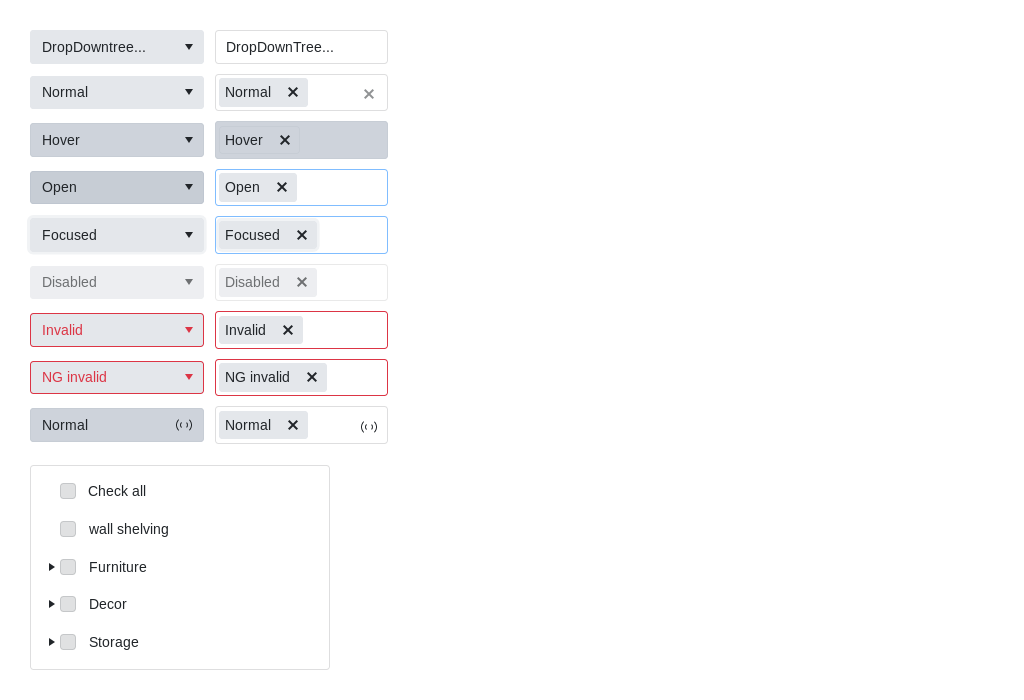 DropDowntree... DropDownTree...
Normal Normal
Hover Hover
Open Open
Focused Focused
Disabled Disabled
Invalid Invalid
NG invalid NG invalid
Normal Normal
Check all
wall shelving
Furniture
Decor
Storage